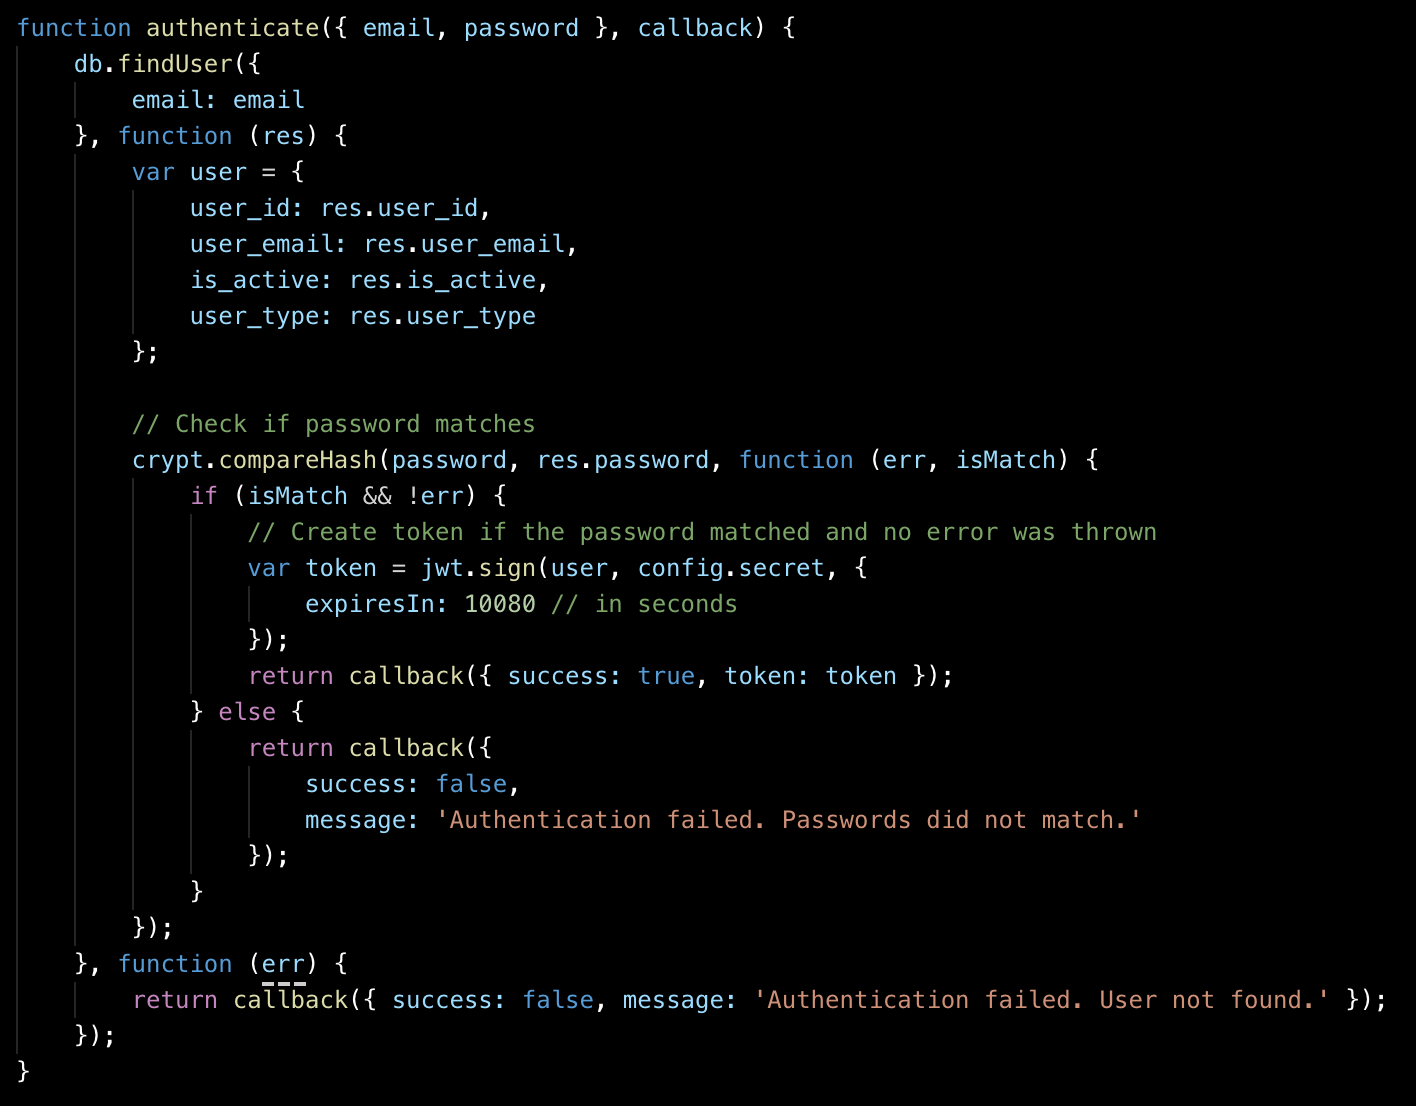 function authenticate({ email, password }, callback) {
    db.findUser({
        email: email
    }, function (res) {
        var user = {
            user_id: res.user_id,
            user_email: res.user_email,
            is_active: res.is_active,
            user_type: res.user_type
        };

        // Check if password matches
        crypt.compareHash(password, res.password, function (err, isMatch) {
            if (isMatch && !err) {
                // Create token if the password matched and no error was thrown
                var token = jwt.sign(user, config.secret, {
                    expiresIn: 10080 // in seconds
                });
                return callback({ success: true, token: token });
            } else {
                return callback({
                    success: false,
                    message: 'Authentication failed. Passwords did not match.'
                });
            }
        });
    }, function (err) {
        return callback({ success: false, message: 'Authentication failed. User not found.' });
    });
}